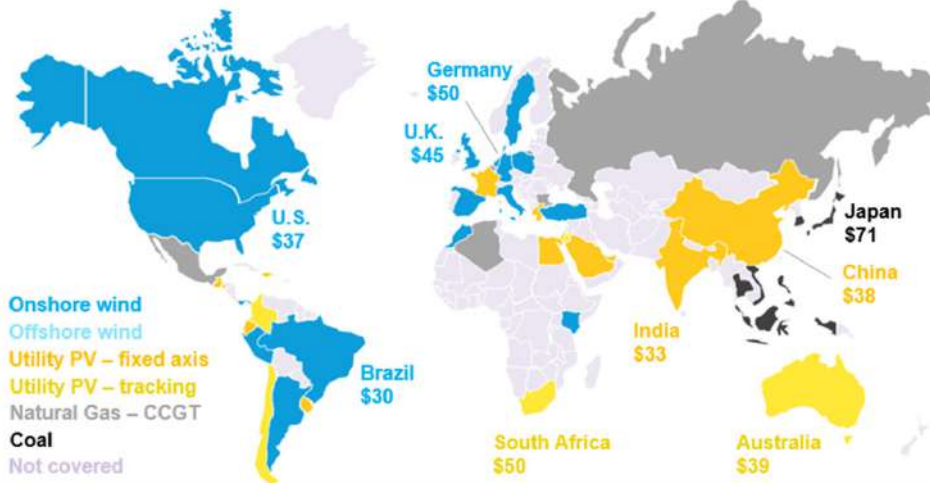 Germany
$50
U.K.
$45
U.S.
$37
Japan
$71
China
$38
India
$33
Brazil
$30
South Africa
$50
Australia
$39
Onshore wind
Offshore wind
Utility PV – fixed axis
Utility PV – tracking
Natural Gas – CCGT
Coal
Not covered